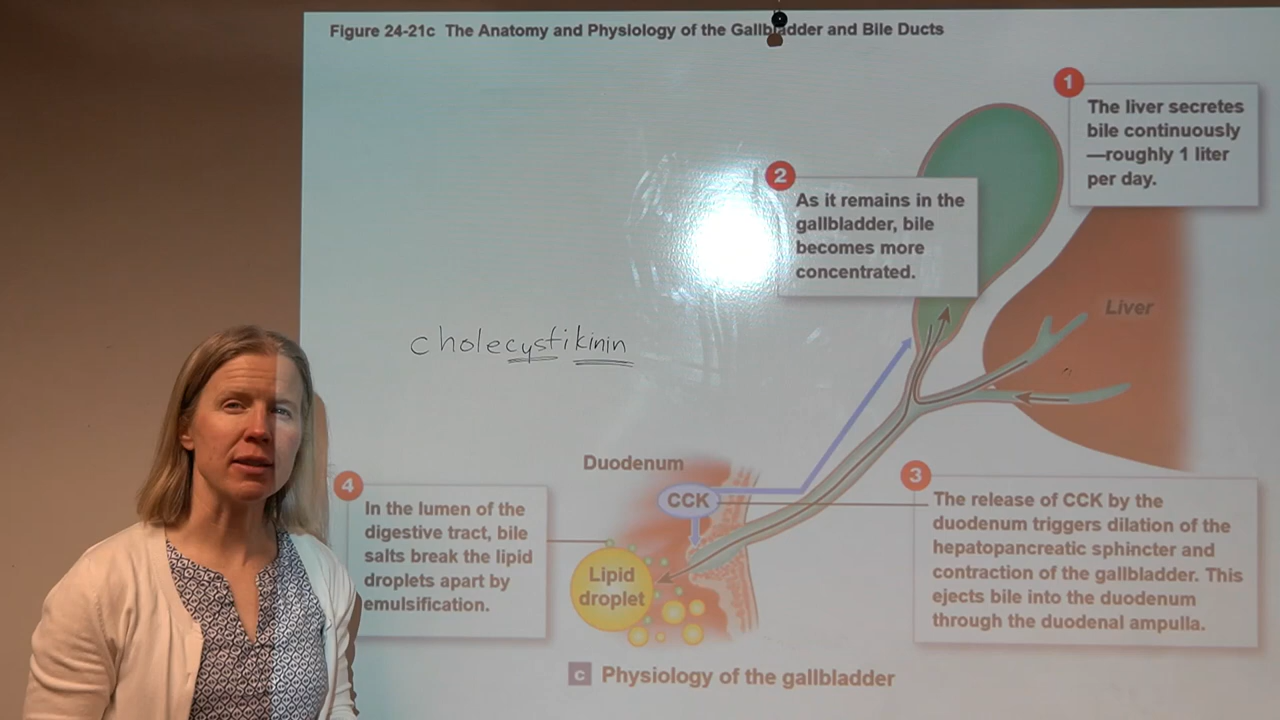 Figure 24-21c The Anatomy and Physiology of the Gallbladder and Bile Ducts
1
The liver secretes
bile continuously
—roughly 1 liter
per day.
2
As it remains in the
gallbladder, bile
becomes more
concentrated.
Liver
cholecystikinin
Duodenum
CCK
3
The release of CCK by the
duodenum triggers dilation of the
hepatopancreatic sphincter and
contraction of the gallbladder. This
ejects bile into the duodenum
through the duodenal ampulla.
4
In the lumen of the
digestive tract, bile
salts break the lipid
droplets apart by
emulsification.
Lipid
droplet
c Physiology of the gallbladder